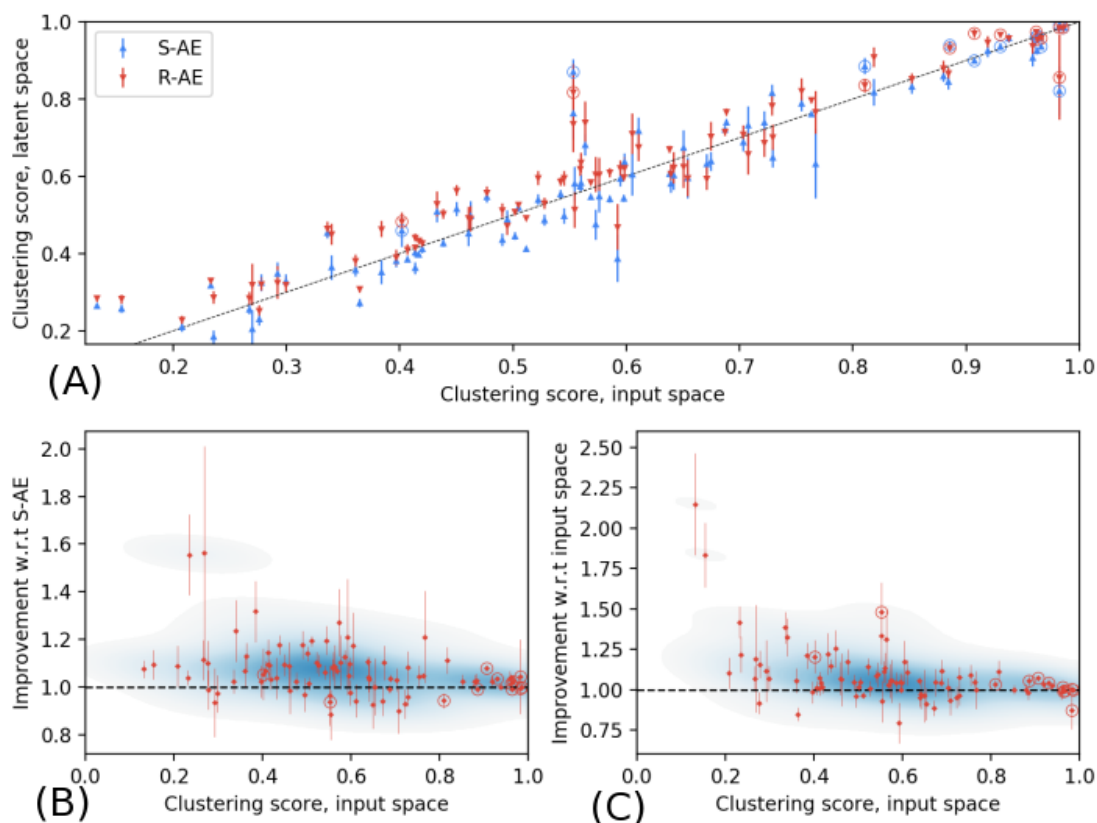 1.0
0.8
0.6
0.4
0.2
Clustering score, latent space
S-AE
R-AE
0.2 0.3 0.4 0.5 0.6 0.7 0.8 0.9 1.0
(A)
Clustering score, input space
2.0
1.8
1.6
1.4
1.2
1.0
0.8
Improvement w.r.t S-AE
0.0 0.2 0.4 0.6 0.8 1.0
(B)
Clustering score, input space
2.50
2.25
2.00
1.75
1.50
1.25
1.00
0.75
Improvement w.r.t input space
0.0 0.2 0.4 0.6 0.8 1.0
(C)
Clustering score, input space